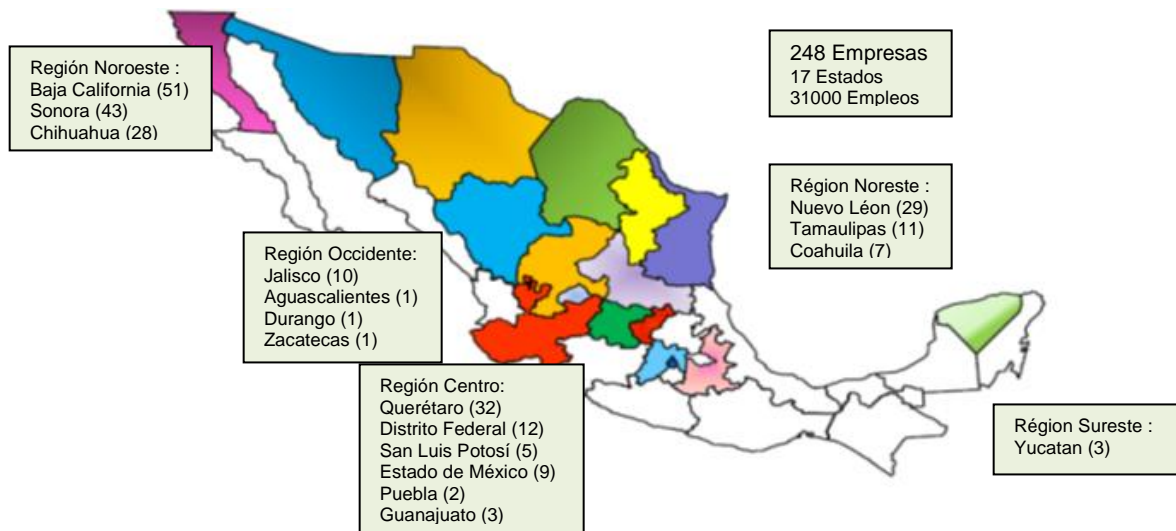 Región Noroeste :
Baja California (51)
Sonora (43)
Chihuahua (28)
248 Empresas
17 Estados
31000 Empleos
Région Noreste :
Nuevo Léon (29)
Tamaulipas (11)
Coahuila (7)
Región Occidente:
Jalisco (10)
Aguascalientes (1)
Durango (1)
Zacatecas (1)
Región Centro:
Querétaro (32)
Distrito Federal (12)
San Luis Potosí (5)
Estado de México (9)
Puebla (2)
Guanajuato (3)
Région Sureste :
Yucatan (3)